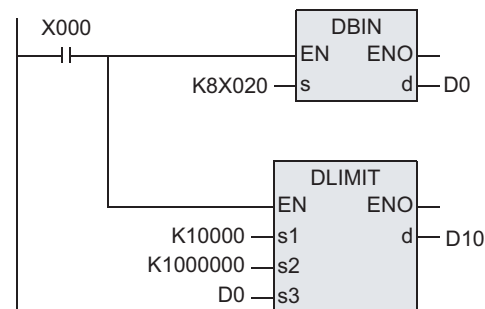 X000
DBIN
EN ENO
K8X020 s d D0
DLIMIT
EN ENO
K10000 s1 d D10
K1000000 s2
D0 s3